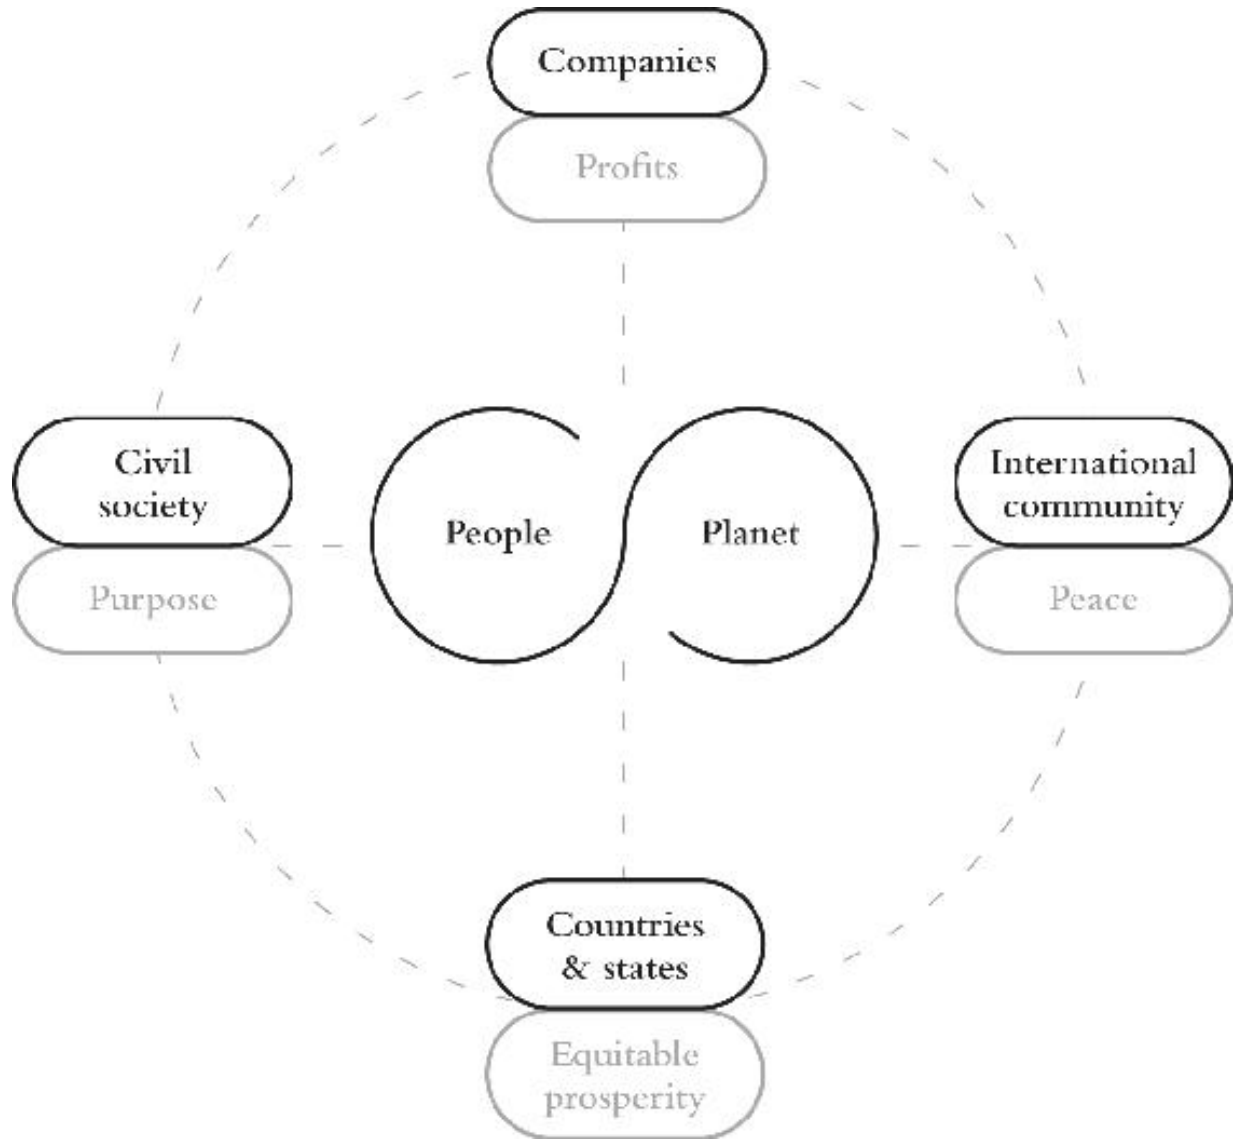 Companies
Profits
Civil
society
Purpose
People
Planet
International
community
Peace
Countries
& states
Equitable
prosperity